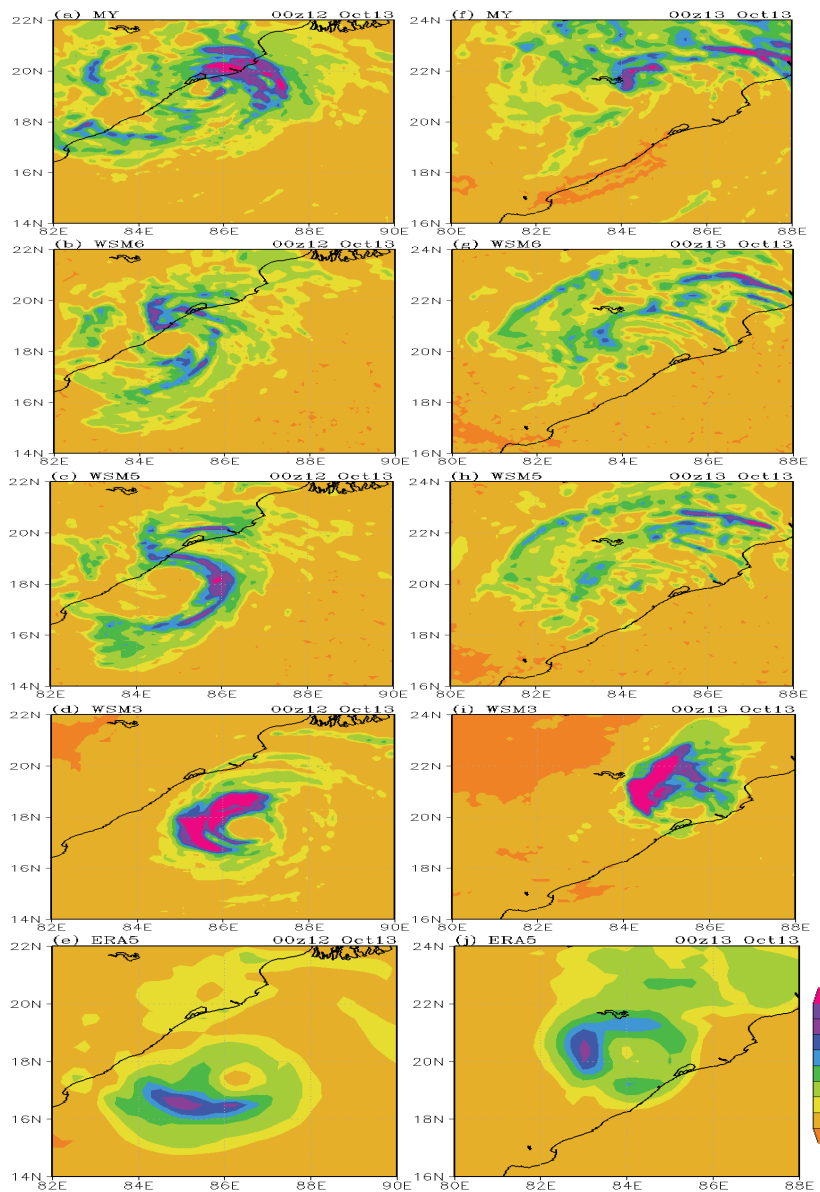 (a) MY 00z12 Oct13
22N
20N
18N
16N
14N
82E 84E 86E 88E 90E
(f) MY 00z13 Oct13
24N
22N
20N
18N
16N
80E 82E 84E 86E 88E
(b) WSM6 00z12 Oct13
22N
20N
18N
16N
14N
82E 84E 86E 88E 90E
(g) WSM6 00z13 Oct13
24N
22N
20N
18N
16N
80E 82E 84E 86E 88E
(c) WSM5 00z12 Oct13
22N
20N
18N
16N
14N
82E 84E 86E 88E 90E
(h) WSM5 00z13 Oct13
24N
22N
20N
18N
16N
80E 82E 84E 86E 88E
(d) WSM3 00z12 Oct13
22N
20N
18N
16N
14N
82E 84E 86E 88E 90E
(i) WSM3 00z13 Oct13
24N
22N
20N
18N
16N
80E 82E 84E 86E 88E
(e) ERA5 00z12 Oct13
22N
20N
18N
16N
14N
82E 84E 86E 88E 90E
(j) ERA5 00z13 Oct13
24N
22N
20N
18N
16N
80E 82E 84E 86E 88E